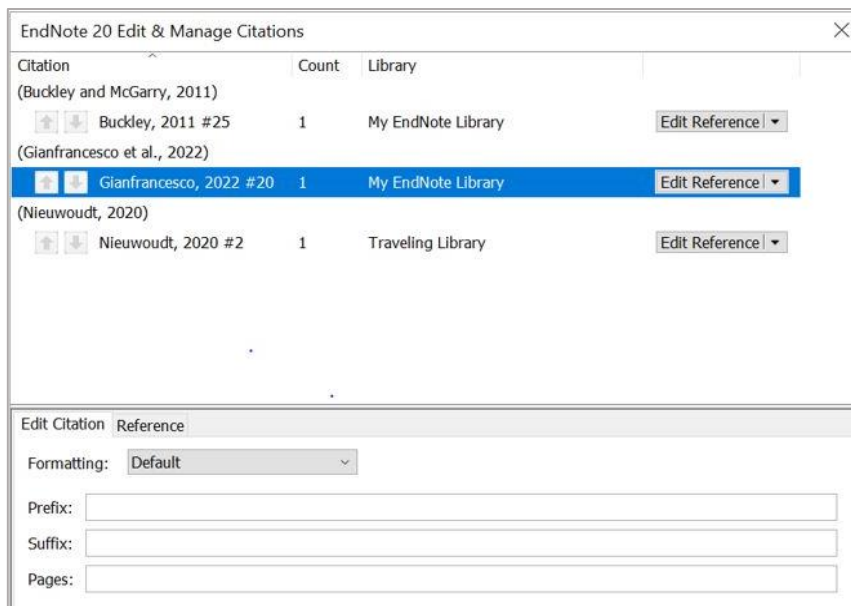 EndNote 20 Edit & Manage Citations
Citation Count Library
(Buckley and McGarry, 2011)
Buckley, 2011 #25 1 My EndNote Library Edit Reference
(Gianfrancesco et al., 2022)
Gianfrancesco, 2022 #20 1 My EndNote Library Edit Reference
(Nieuwoudt, 2020)
Nieuwoudt, 2020 #2 1 Traveling Library Edit Reference
Edit Citation Reference
Formatting: Default
Prefix:
Suffix:
Pages: